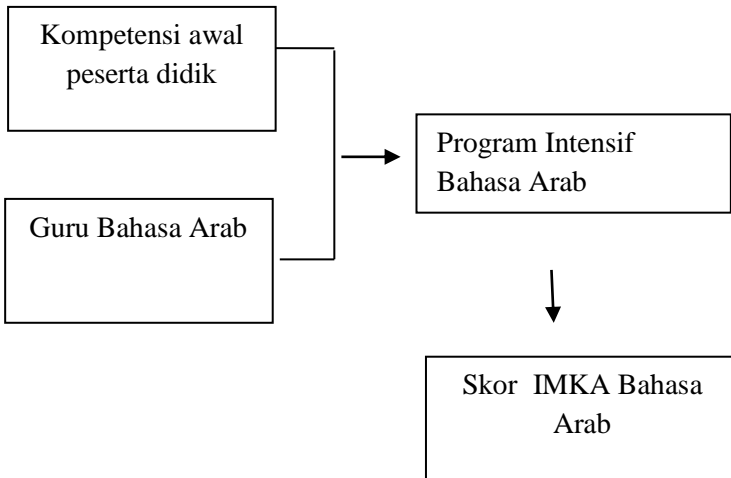 Kompetensi awal
peserta didik
Guru Bahasa Arab
Program Intensif
Bahasa Arab
Skor IMKA Bahasa
Arab